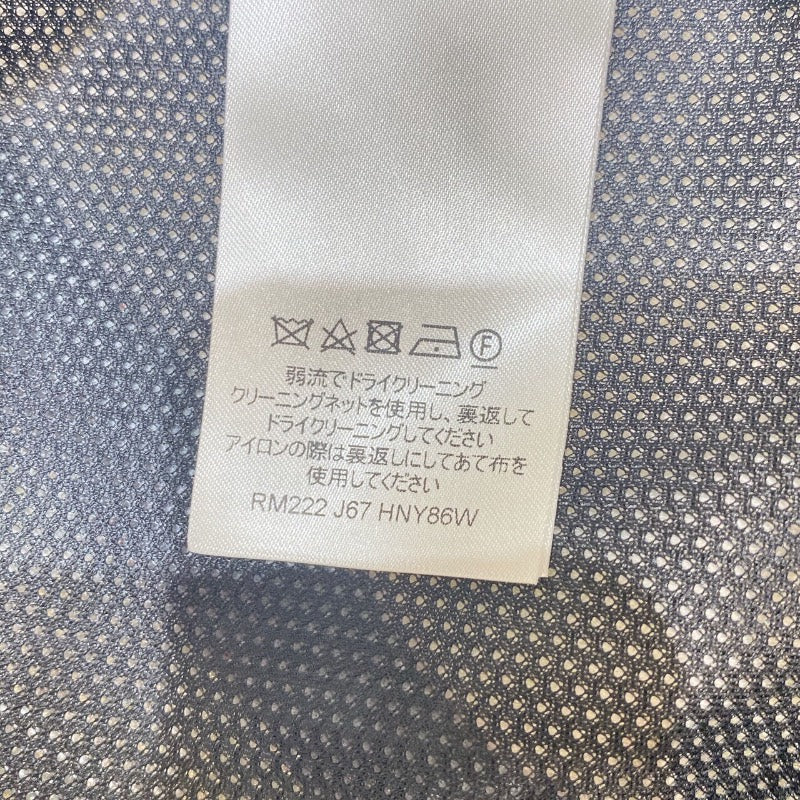 F
弱流でドライクリーニング
クリーニングネットを使用し、裏返して
ドライクリーニングしてください
アイロンの際は裏返しにしてあて布を
使用してください
RM222 J67 HNY86W